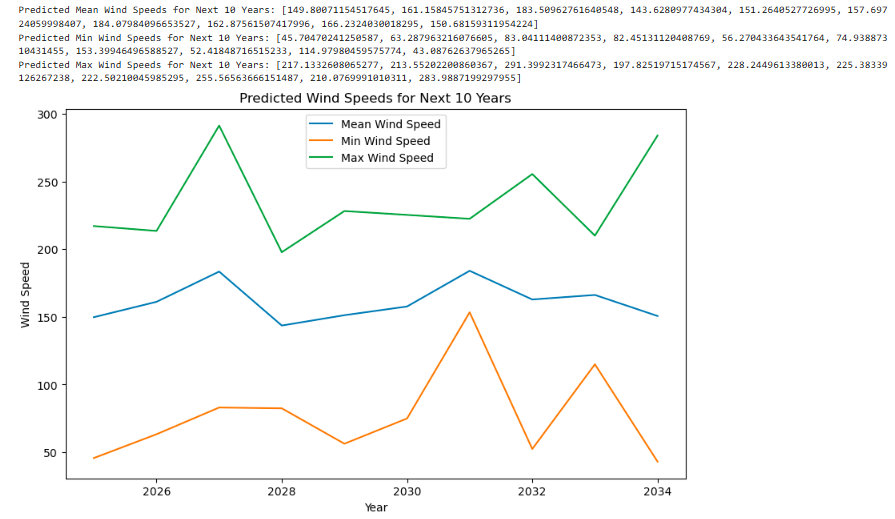 Predicted Mean Wind Speeds for Next 10 Years: [149.80071154517645, 161.15845751312736, 183.50962761640548, 143.6280977434304, 151.2640527726995, 157.697
24050998407, 184.07984096653527, 162.87561507417996, 166.2324030018295, 150.68159311954224]
Predicted Min Wind Speeds for Next 10 Years: [45.70470241250587, 63.287963216076605, 83.04111400872353, 82.45131120408769, 56.270433643541764, 74.938873
10431455, 153.39946496588527, 52.41848716515233, 114.97980459575774, 43.08762637965265]
Predicted Max Wind Speeds for Next 10 Years: [217.1332608065277, 213.55202200860367, 291.3992317466473, 197.82519715174567, 228.2449613380013, 225.38339
126267238, 222.50210045985295, 255.56563666151487, 210.0769991010311, 283.9887199297955]
Predicted Wind Speeds for Next 10 Years
Mean Wind Speed
Min Wind Speed
Max Wind Speed
300
250
200
150
100
50
Wind Speed
2026 2028 2030 2032 2034
Year